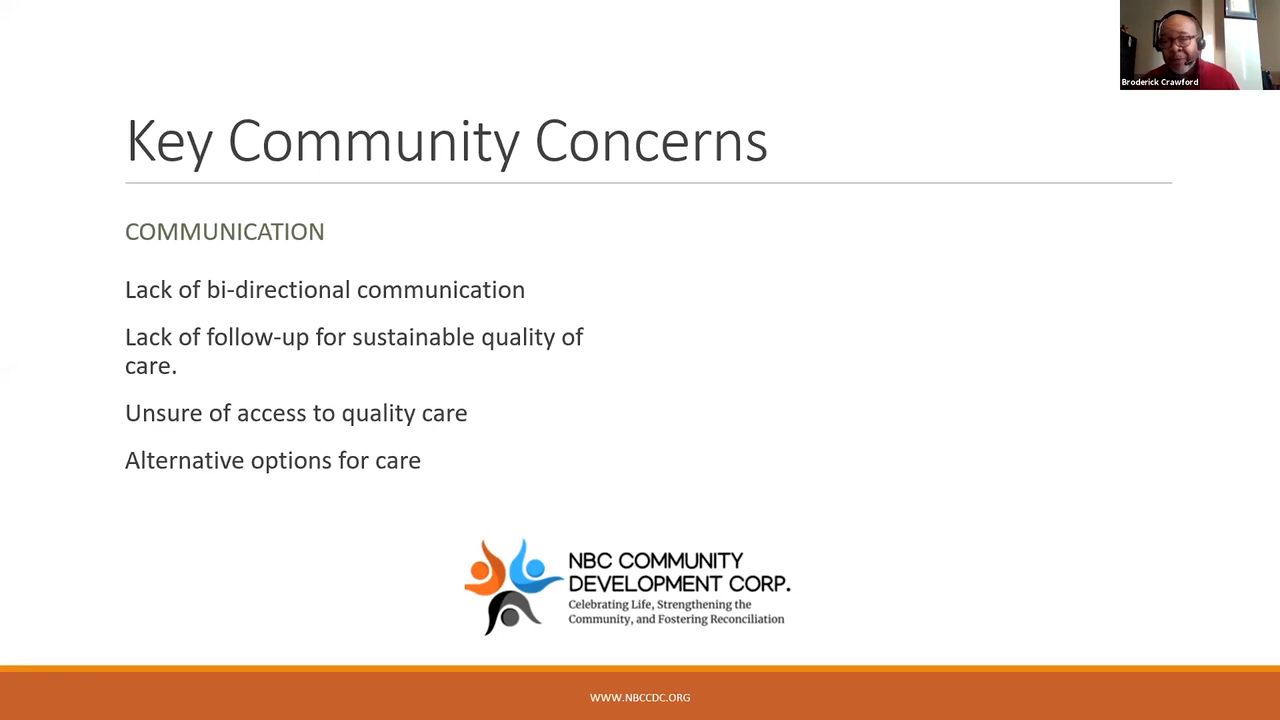 Broderick Crawford
Key Community Concerns
COMMUNICATION
Lack of bi-directional communication
Lack of follow-up for sustainable quality of
care.
Unsure of access to quality care
Alternative options for care
NBC COMMUNITY
DEVELOPMENT CORP.
Celebrating Life, Strengthening the
Community, and Fostering Reconciliation
WWW.NBCCDC.ORG